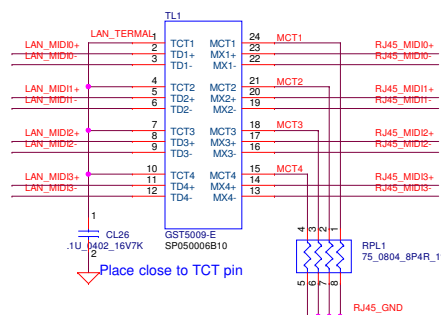 TL1
LAN_TERMAL 1 TCT1 MCT1 24 MCT1
LAN_MIDI0+ 2 TD1+ MX1+ 23 RJ45_MIDI0+
LAN_MIDI0- 3 TD1- MX1- 22 RJ45_MIDI0-
4 TCT2 MCT2 21 MCT2
LAN_MIDI1+ 5 TD2+ MX2+ 20 RJ45_MIDI1+
LAN_MIDI1- 6 TD2- MX2- 19 RJ45_MIDI1-
7 TCT3 MCT3 18 MCT3
LAN_MIDI2+ 8 TD3+ MX3+ 17 RJ45_MIDI2+
LAN_MIDI2- 9 TD3- MX3- 16 RJ45_MIDI2-
10 TCT4 MCT4 15 MCT4
LAN_MIDI3+ 11 TD4+ MX4+ 14 RJ45_MIDI3+
LAN_MIDI3- 12 TD4- MX4- 13 RJ45_MIDI3-
1
CL26
.1U_0402_16V7K
2
GST5009-E
SP050006B10
Place close to TCT pin
4 3 2 1
RPL1
75_0804_8P4R_1
5 6 7 8
RJ45_GND